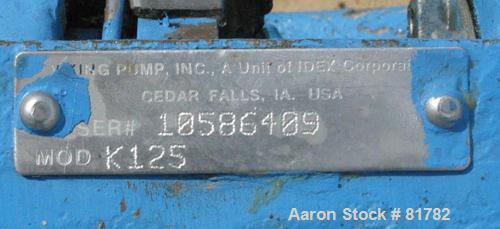 KING PUMP, INC., A Unit of IDEX Corporat
CEDAR FALLS, IA. USA
SER# 10586409
MOD K125
Aaron Stock # 81782